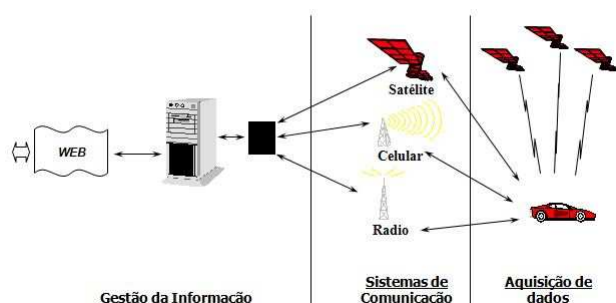 Satélite
WEB
Celular
Radio
Gestão da Informação
Sistemas de
Comunicação
Aquisição de
dados